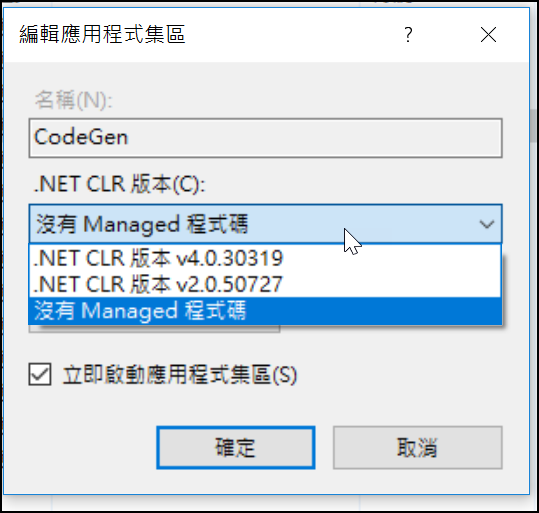 編輯應用程式集區
名稱(N):
CodeGen
.NET CLR 版本(C):
沒有 Managed 程式碼
.NET CLR 版本 v4.0.30319
.NET CLR 版本 v2.0.50727
沒有 Managed 程式碼
立即啟動應用程式集區(S)
確定
取消